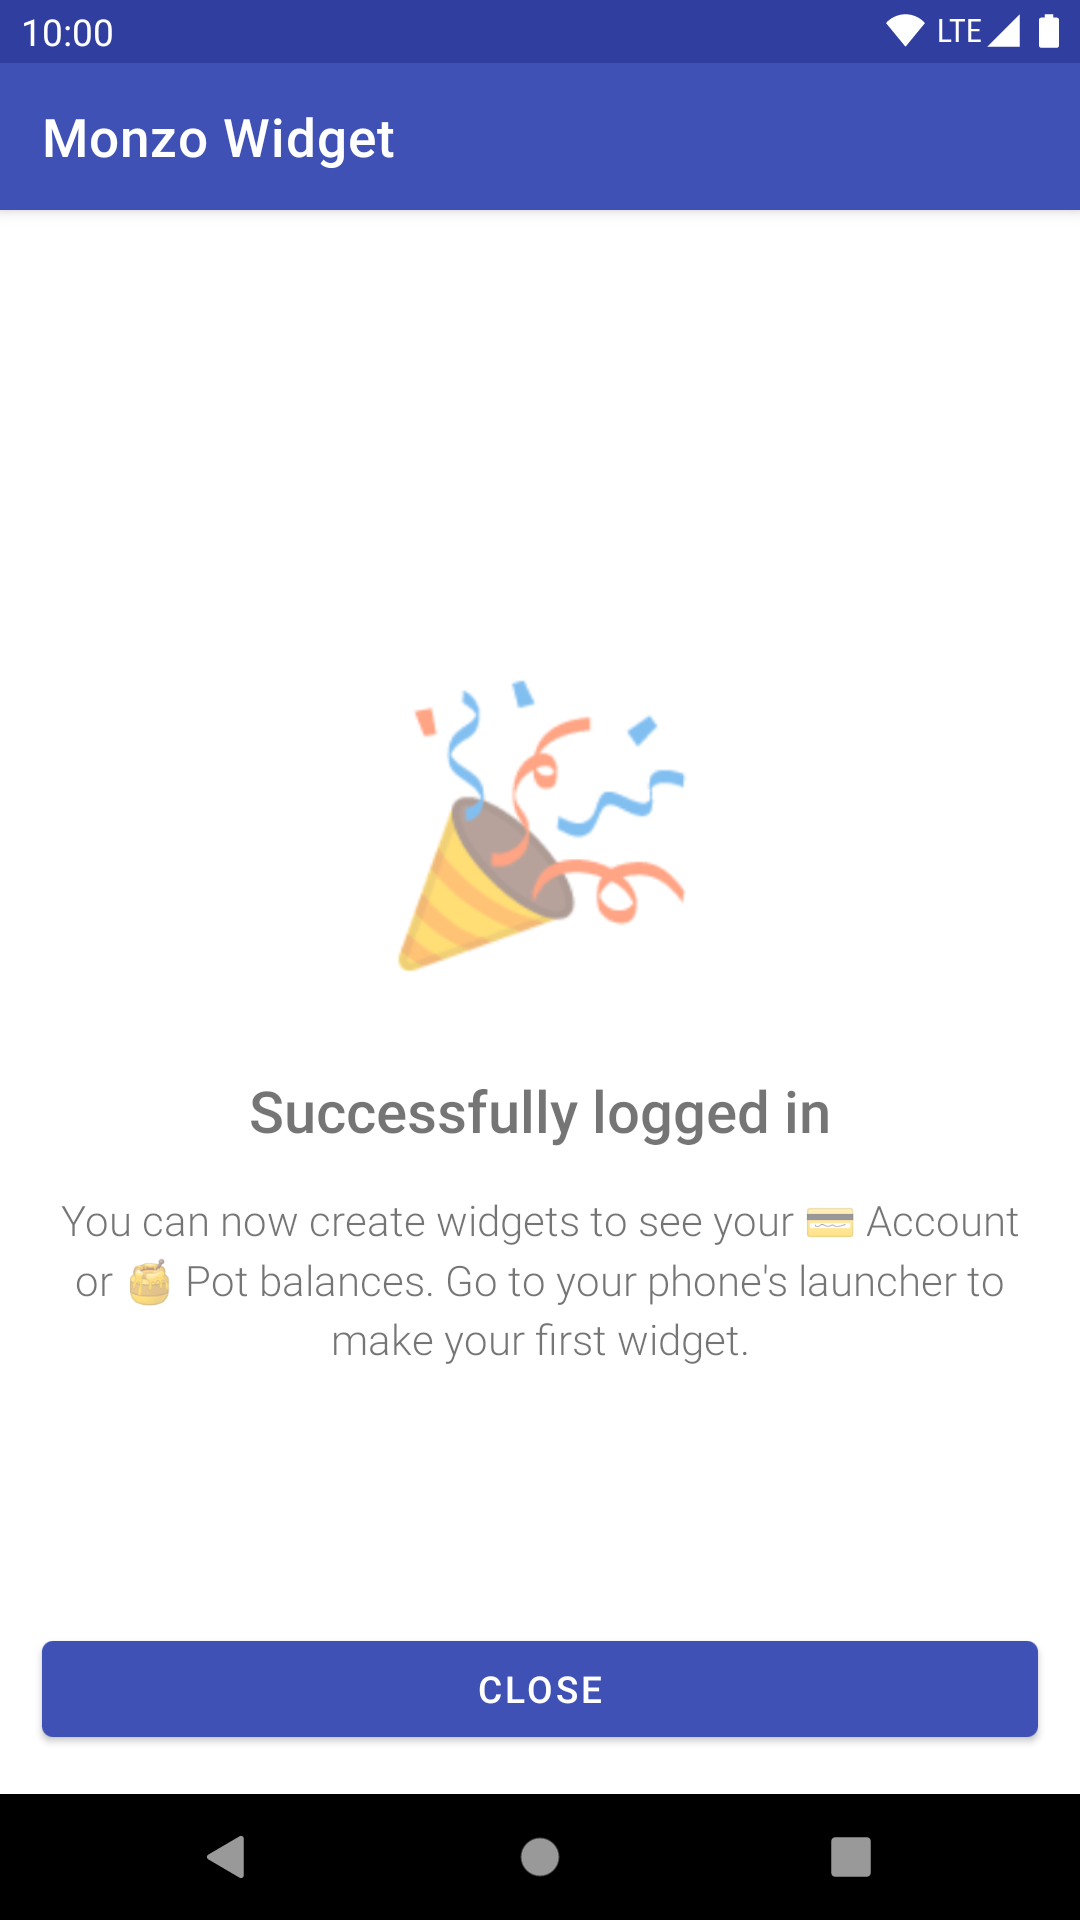 10:00 LTE
Monzo Widget
Successfully logged in
You can now create widgets to see your 💳 Account
or 🍯 Pot balances. Go to your phone's launcher to
make your first widget.
CLOSE